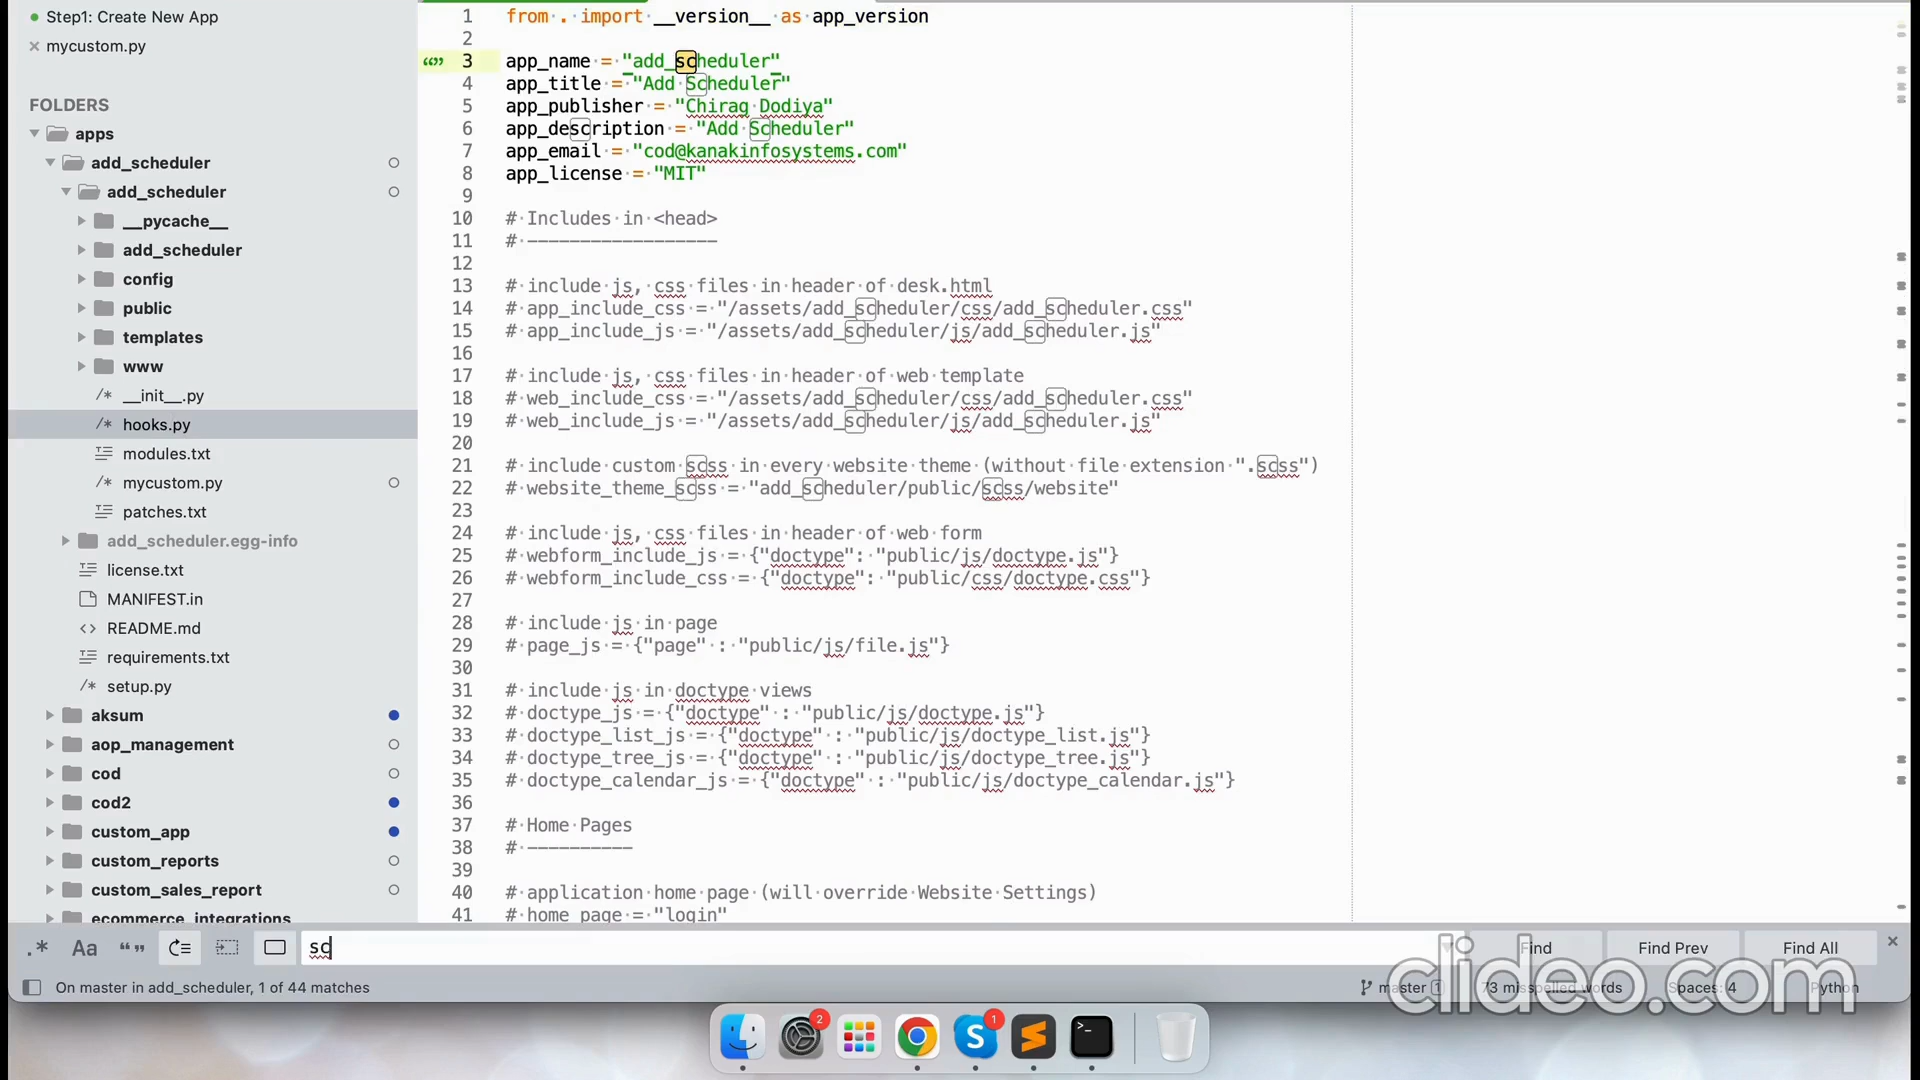 Step1: Create New App
mycustom.py
FOLDERS
apps
add_scheduler
add_scheduler
__pycache__
add_scheduler
config
public
templates
www
/* __init__.py
/* hooks.py
modules.txt
/* mycustom.py
patches.txt
add_scheduler.egg-info
license.txt
MANIFEST.in
<> README.md
requirements.txt
/* setup.py
aksum
aop_management
cod
cod2
custom_app
custom_reports
custom_sales_report
ecommerce_integrations
1 from . import __version__ as app_version
2
3 app_name = "add_scheduler"
4 app_title = "Add Scheduler"
5 app_publisher = "Chirag Dodiya"
6 app_description = "Add Scheduler"
7 app_email = "cod@kanakinfosystems.com"
8 app_license = "MIT"
9
10 # Includes in <head>
11 # ------------------
12
13 # include js, css files in header of desk.html
14 # app_include_css = "/assets/add_scheduler/css/add_scheduler.css"
15 # app_include_js = "/assets/add_scheduler/js/add_scheduler.js"
16
17 # include js, css files in header of web template
18 # web_include_css = "/assets/add_scheduler/css/add_scheduler.css"
19 # web_include_js = "/assets/add_scheduler/js/add_scheduler.js"
20
21 # include custom scss in every website theme (without file extension ".scss")
22 # website_theme_scss = "add_scheduler/public/scss/website"
23
24 # include js, css files in header of web form
25 # webform_include_js = {"doctype": "public/js/doctype.js"}
26 # webform_include_css = {"doctype": "public/css/doctype.css"}
27
28 # include js in page
29 # page_js = {"page" : "public/js/file.js"}
30
31 # include js in doctype views
32 # doctype_js = {"doctype" : "public/js/doctype.js"}
33 # doctype_list_js = {"doctype" : "public/js/doctype_list.js"}
34 # doctype_tree_js = {"doctype" : "public/js/doctype_tree.js"}
35 # doctype_calendar_js = {"doctype" : "public/js/doctype_calendar.js"}
36
37 # Home Pages
38 # ----------
39
40 # application home page (will override Website Settings)
41 # home_page = "login"
.* Aa “” sc Find Find Prev Find All
On master in add_scheduler, 1 of 44 matches master 1 73 misspelled words Spaces: 4 Python
clideo.com
2 1